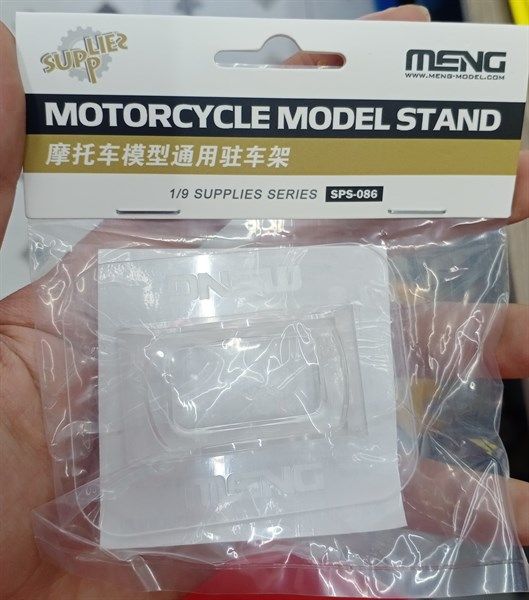 SUPPLIES
MENG
WWW.MENG-MODEL.COM
MOTORCYCLE MODEL STAND
摩托车模型通用驻车架
1/9 SUPPLIES SERIES SPS-086
MENG
MENG